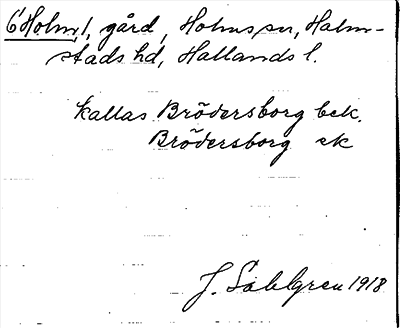 6 Holm, 1, gård, Holms sn, Halm-
stads hd, Hallands l.
kallas Brödersborg bek.
Brödersborg ek
J. Sahlgren 1918.